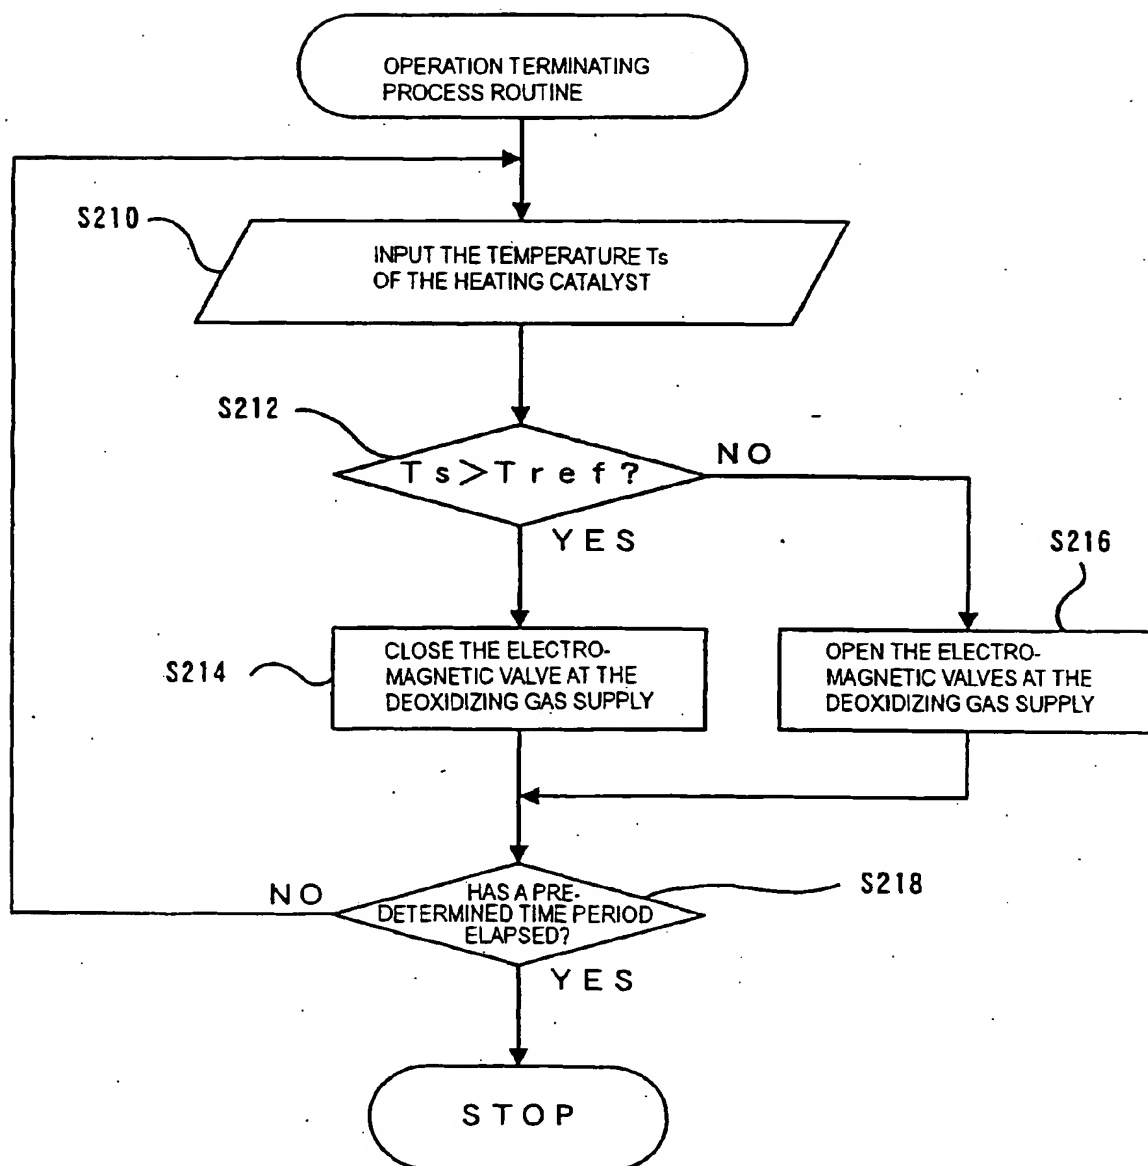 OPERATION TERMINATING
PROCESS ROUTINE
S210
INPUT THE TEMPERATURE Ts
OF THE HEATING CATALYST
S212
Ts>Tref?
NO
YES
S216
S214
CLOSE THE ELECTRO-
MAGNETIC VALVE AT THE
DEOXIDIZING GAS SUPPLY
OPEN THE ELECTRO-
MAGNETIC VALVES AT THE
DEOXIDIZING GAS SUPPLY
NO
HAS A PRE-
DETERMINED TIME PERIOD
ELAPSED?
S218
YES
STOP